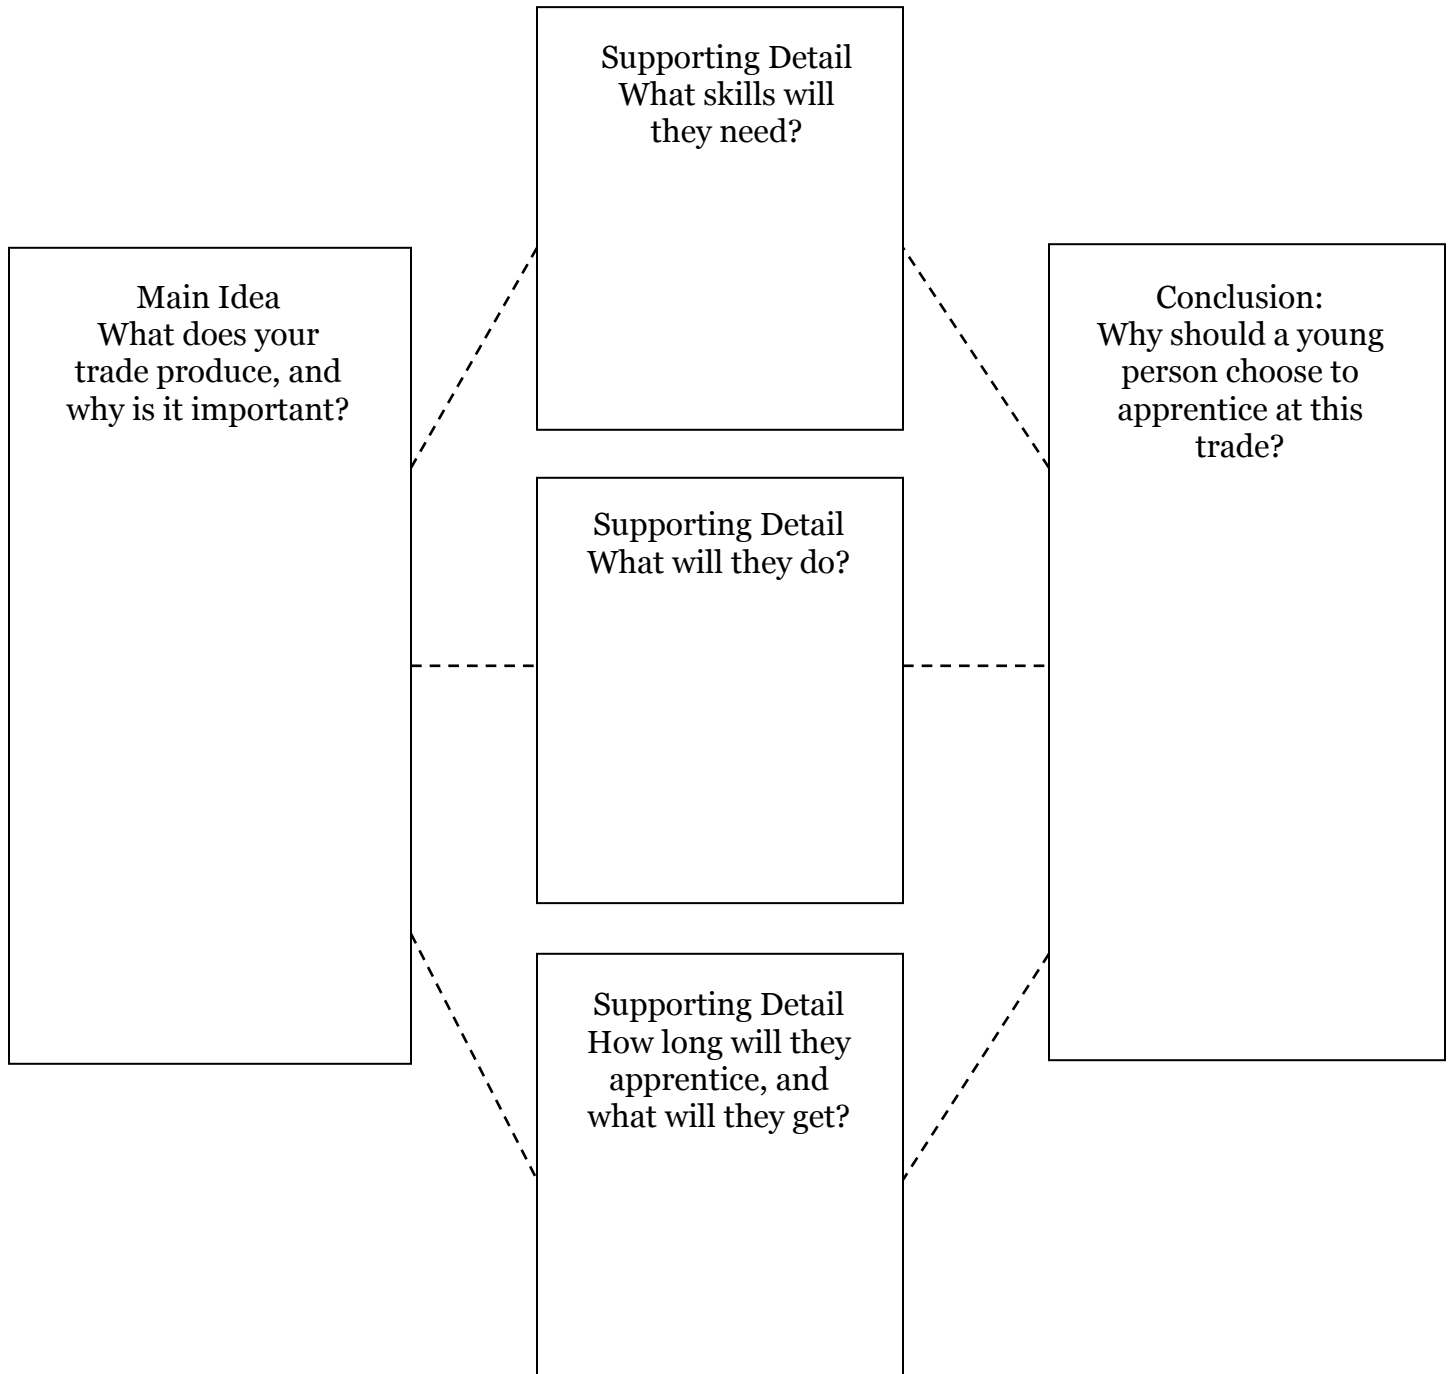 Main Idea
What does your
trade produce, and
why is it important?
Supporting Detail
What skills will
they need?
Supporting Detail
What will they do?
Supporting Detail
How long will they
apprentice, and
what will they get?
Conclusion:
Why should a young
person choose to
apprentice at this
trade?